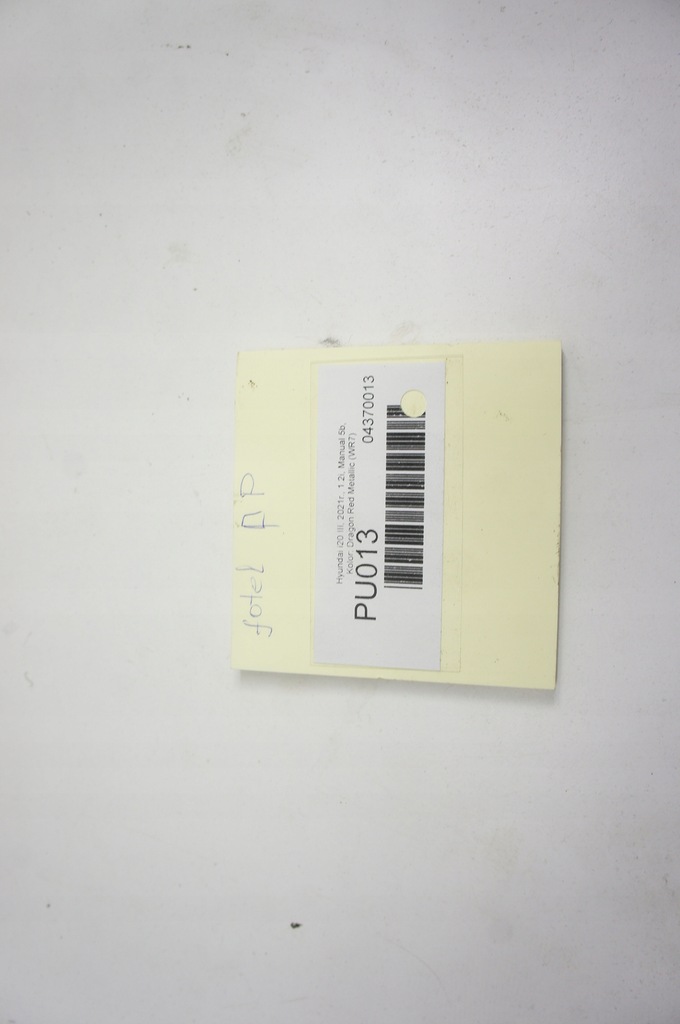 fotel PP
Hyundai i20 III, 2021r., 1.2i, Manual 5b,
Kolor: Dragon Red Metallic (WR7)
PU013
04370013